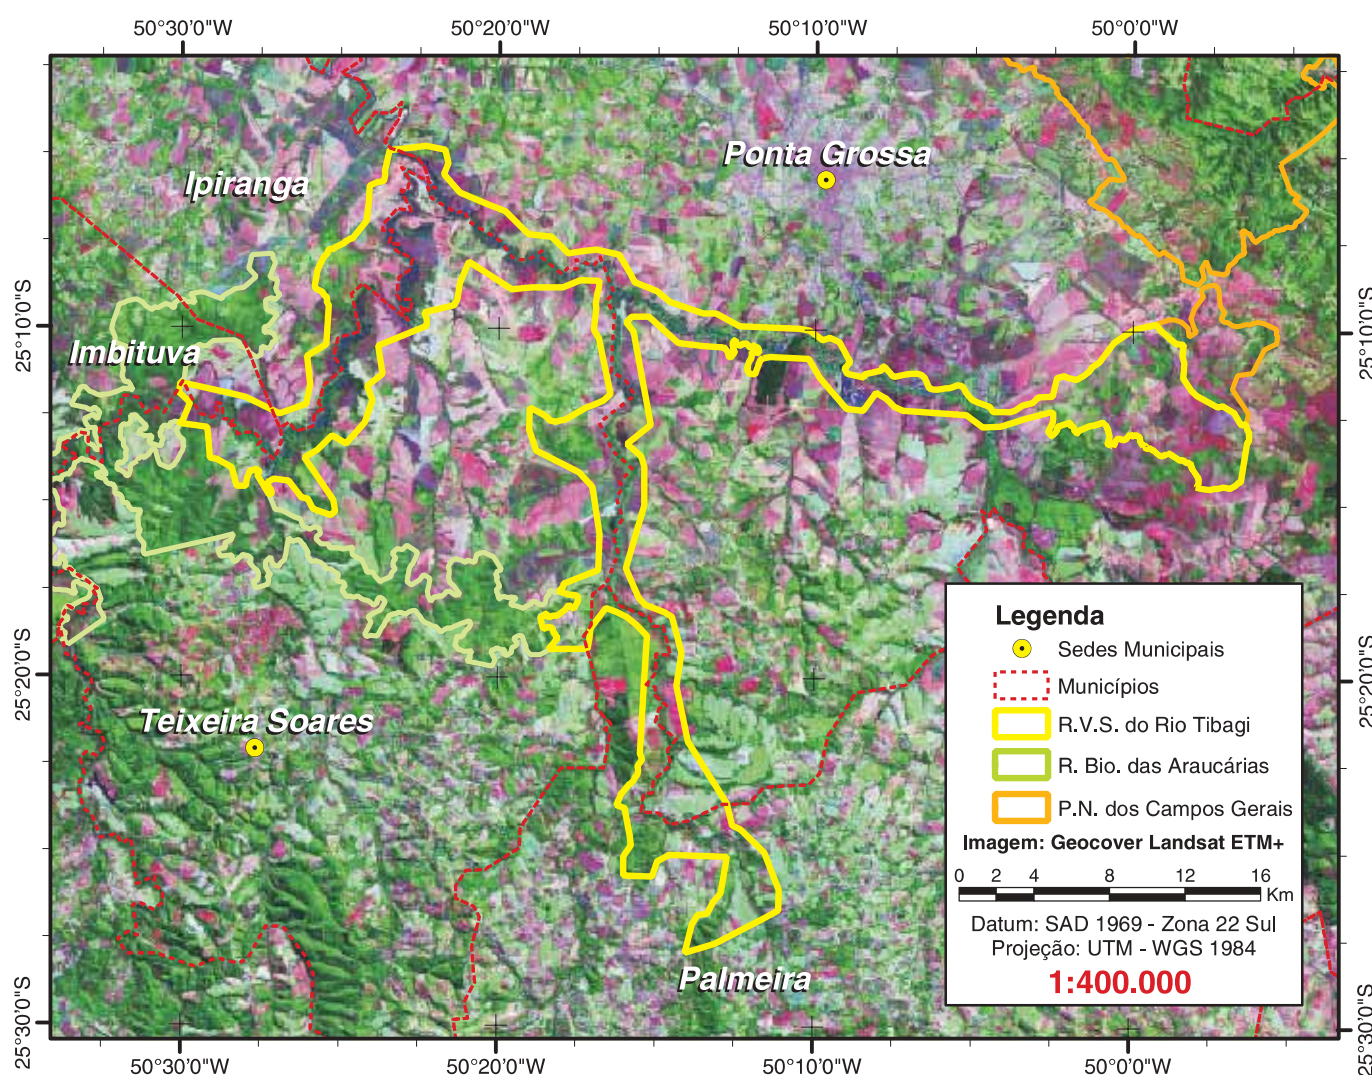 50°30'0"W 50°20'0"W 50°10'0"W 50°0'0"W
Ponta Grossa
Ipiranga
25°10'0"S
25°10'0"S
Imbituva
Teixeira Soares
25°20'0"S
25°20'0"S
Palmeira
Legenda
Sedes Municipais
Municípios
R.V.S. do Rio Tibagi
R. Bio. das Araucárias
P.N. dos Campos Gerais
Imagem: Geocover Landsat ETM+
0 2 4 8 12 16
Km
Datum: SAD 1969 - Zona 22 Sul
Projeção: UTM - WGS 1984
1:400.000
25°30'0"S
25°30'0"S
50°30'0"W 50°20'0"W 50°10'0"W 50°0'0"W